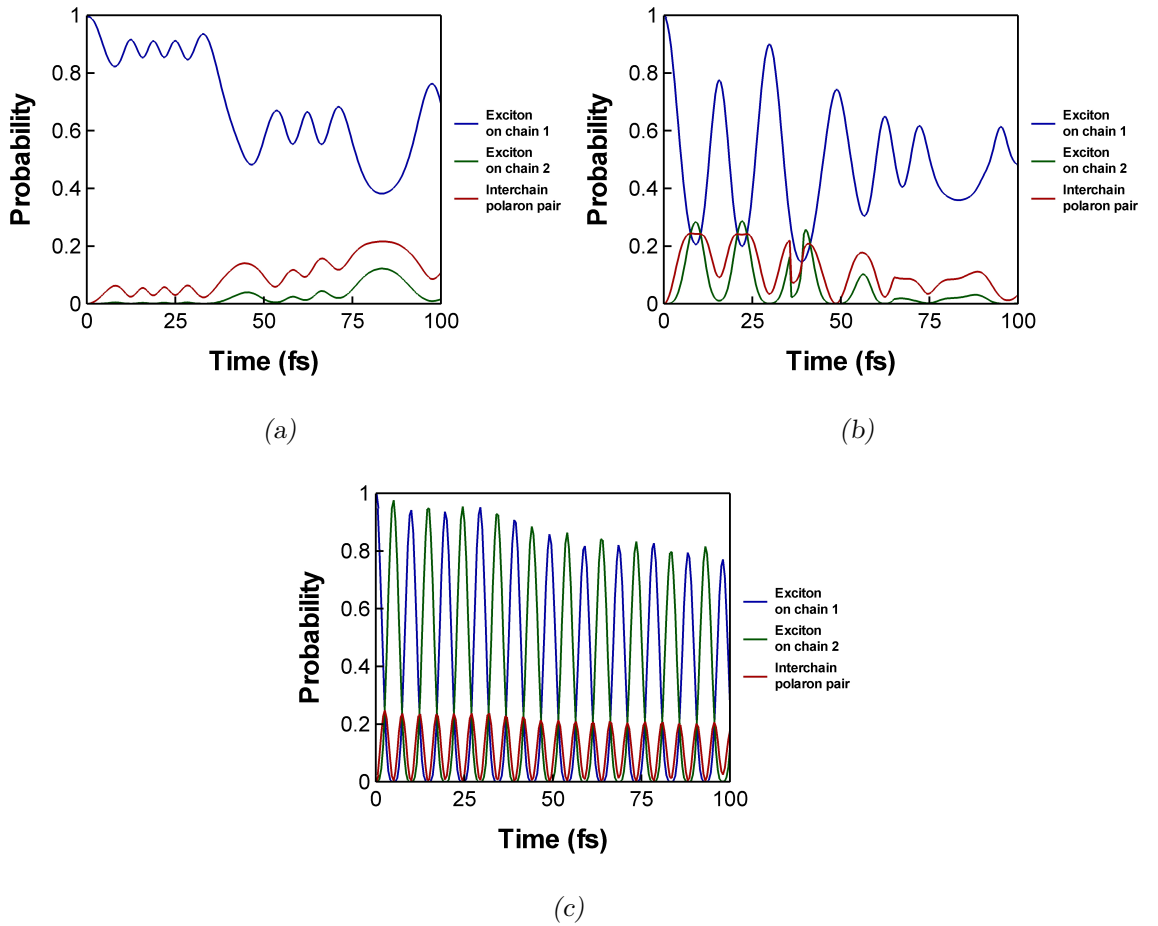 1
0.8
0.6
0.4
0.2
0
Probability
0
25
50
75
100
Time (fs)
Exciton
on chain 1
Exciton
on chain 2
Interchain
polaron pair
(a)
1
0.8
0.6
0.4
0.2
0
Probability
0
25
50
75
100
Time (fs)
Exciton
on chain 1
Exciton
on chain 2
Interchain
polaron pair
(b)
1
0.8
0.6
0.4
0.2
0
Probability
0
25
50
75
100
Time (fs)
Exciton
on chain 1
Exciton
on chain 2
Interchain
polaron pair
(c)